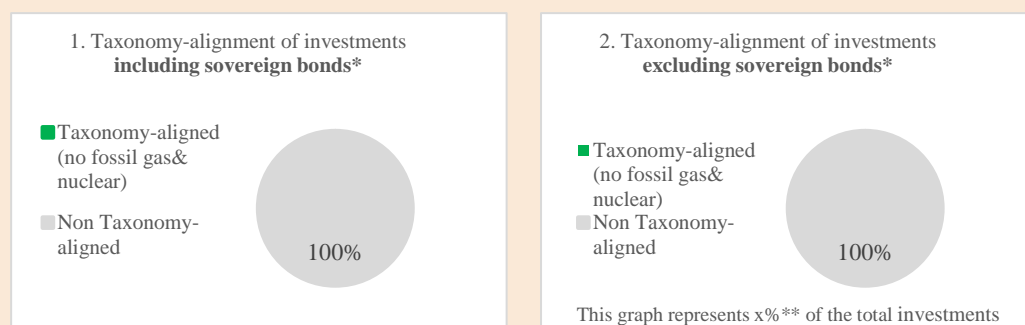 1. Taxonomy-alignment of investments
including sovereign bonds*
Taxonomy-aligned
(no fossil gas&
nuclear)
Non Taxonomy-
aligned
100%
2. Taxonomy-alignment of investments
excluding sovereign bonds*
Taxonomy-aligned
(no fossil gas&
nuclear)
Non Taxonomy-
aligned
100%
This graph represents x%** of the total investments